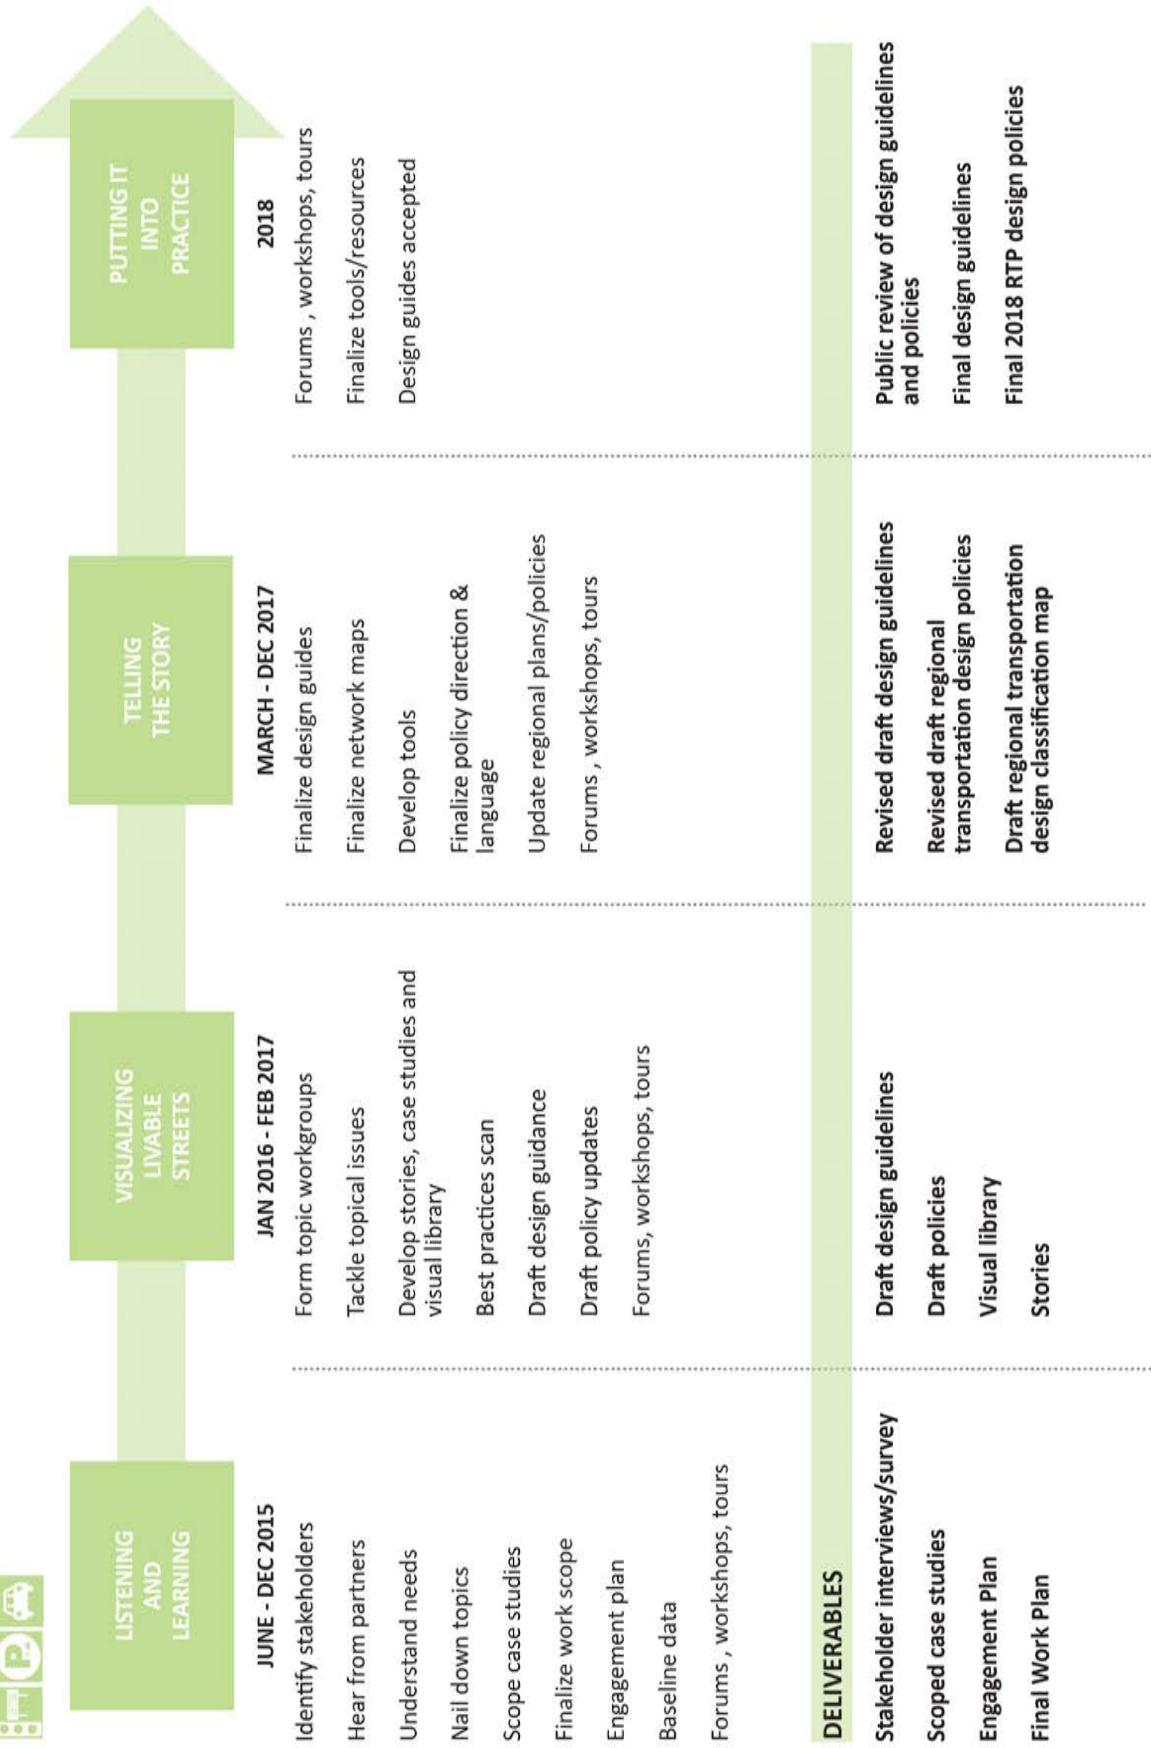 P
LISTENING
AND
LEARNING
JUNE - DEC 2015
Identify stakeholders
Hear from partners
Understand needs
Nail down topics
Scope case studies
Finalize work scope
Engagement plan
Baseline data
Forums , workshops, tours
VISUALIZING
LIVABLE
STREETS
JAN 2016 - FEB 2017
Form topic workgroups
Tackle topical issues
Develop stories, case studies and
visual library
Best practices scan
Draft design guidance
Draft policy updates
Forums, workshops, tours
TELLING
THE STORY
MARCH - DEC 2017
Finalize design guides
Finalize network maps
Develop tools
Finalize policy direction &
language
Update regional plans/policies
Forums , workshops, tours
PUTTING IT
INTO
PRACTICE
2018
Forums , workshops, tours
Finalize tools/resources
Design guides accepted
DELIVERABLES
Stakeholder interviews/survey
Scoped case studies
Engagement Plan
Final Work Plan
Draft design guidelines
Draft policies
Visual library
Stories
Revised draft design guidelines
Revised draft regional
transportation design policies
Draft regional transportation
design classification map
Public review of design guidelines
and policies
Final design guidelines
Final 2018 RTP design policies